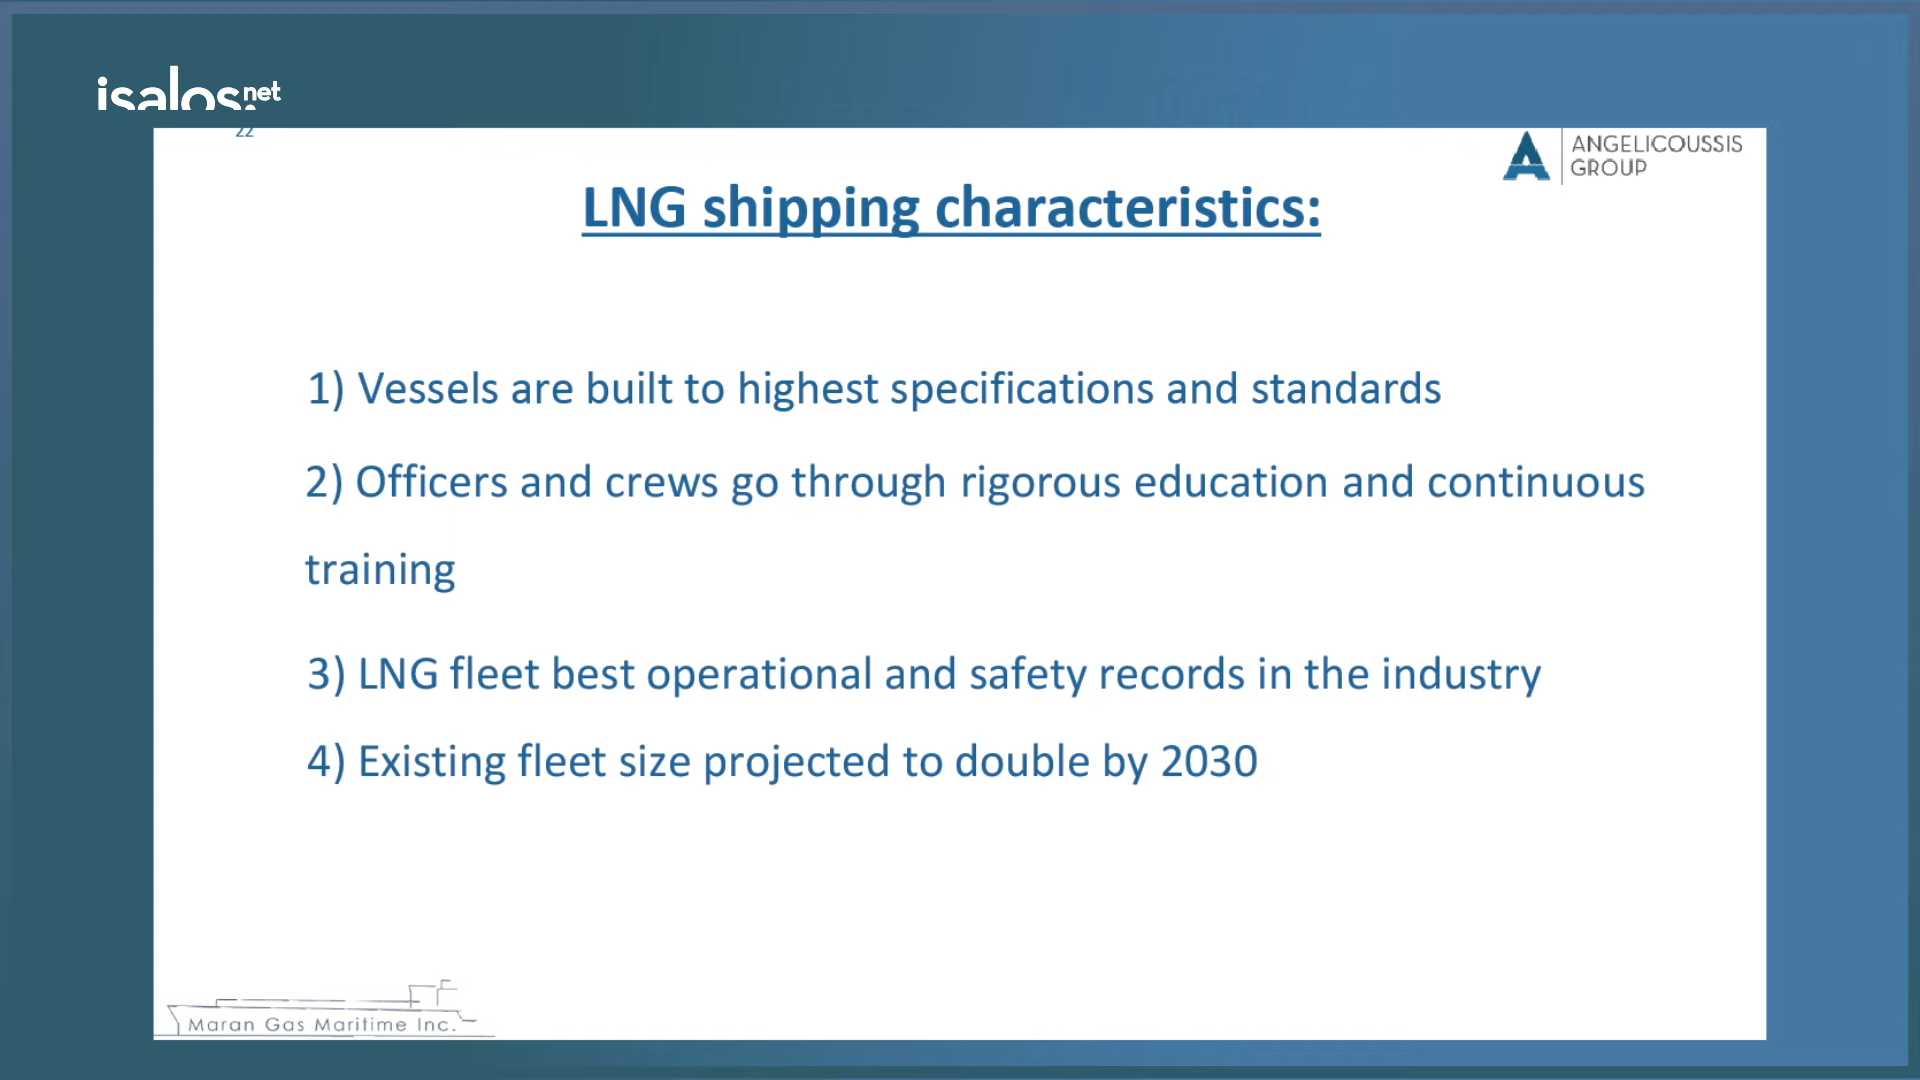 isalos.net
22
ANGELICOUSSIS
GROUP
LNG shipping characteristics:
1) Vessels are built to highest specifications and standards
2) Officers and crews go through rigorous education and continuous
training
3) LNG fleet best operational and safety records in the industry
4) Existing fleet size projected to double by 2030
Maran Gas Maritime Inc.